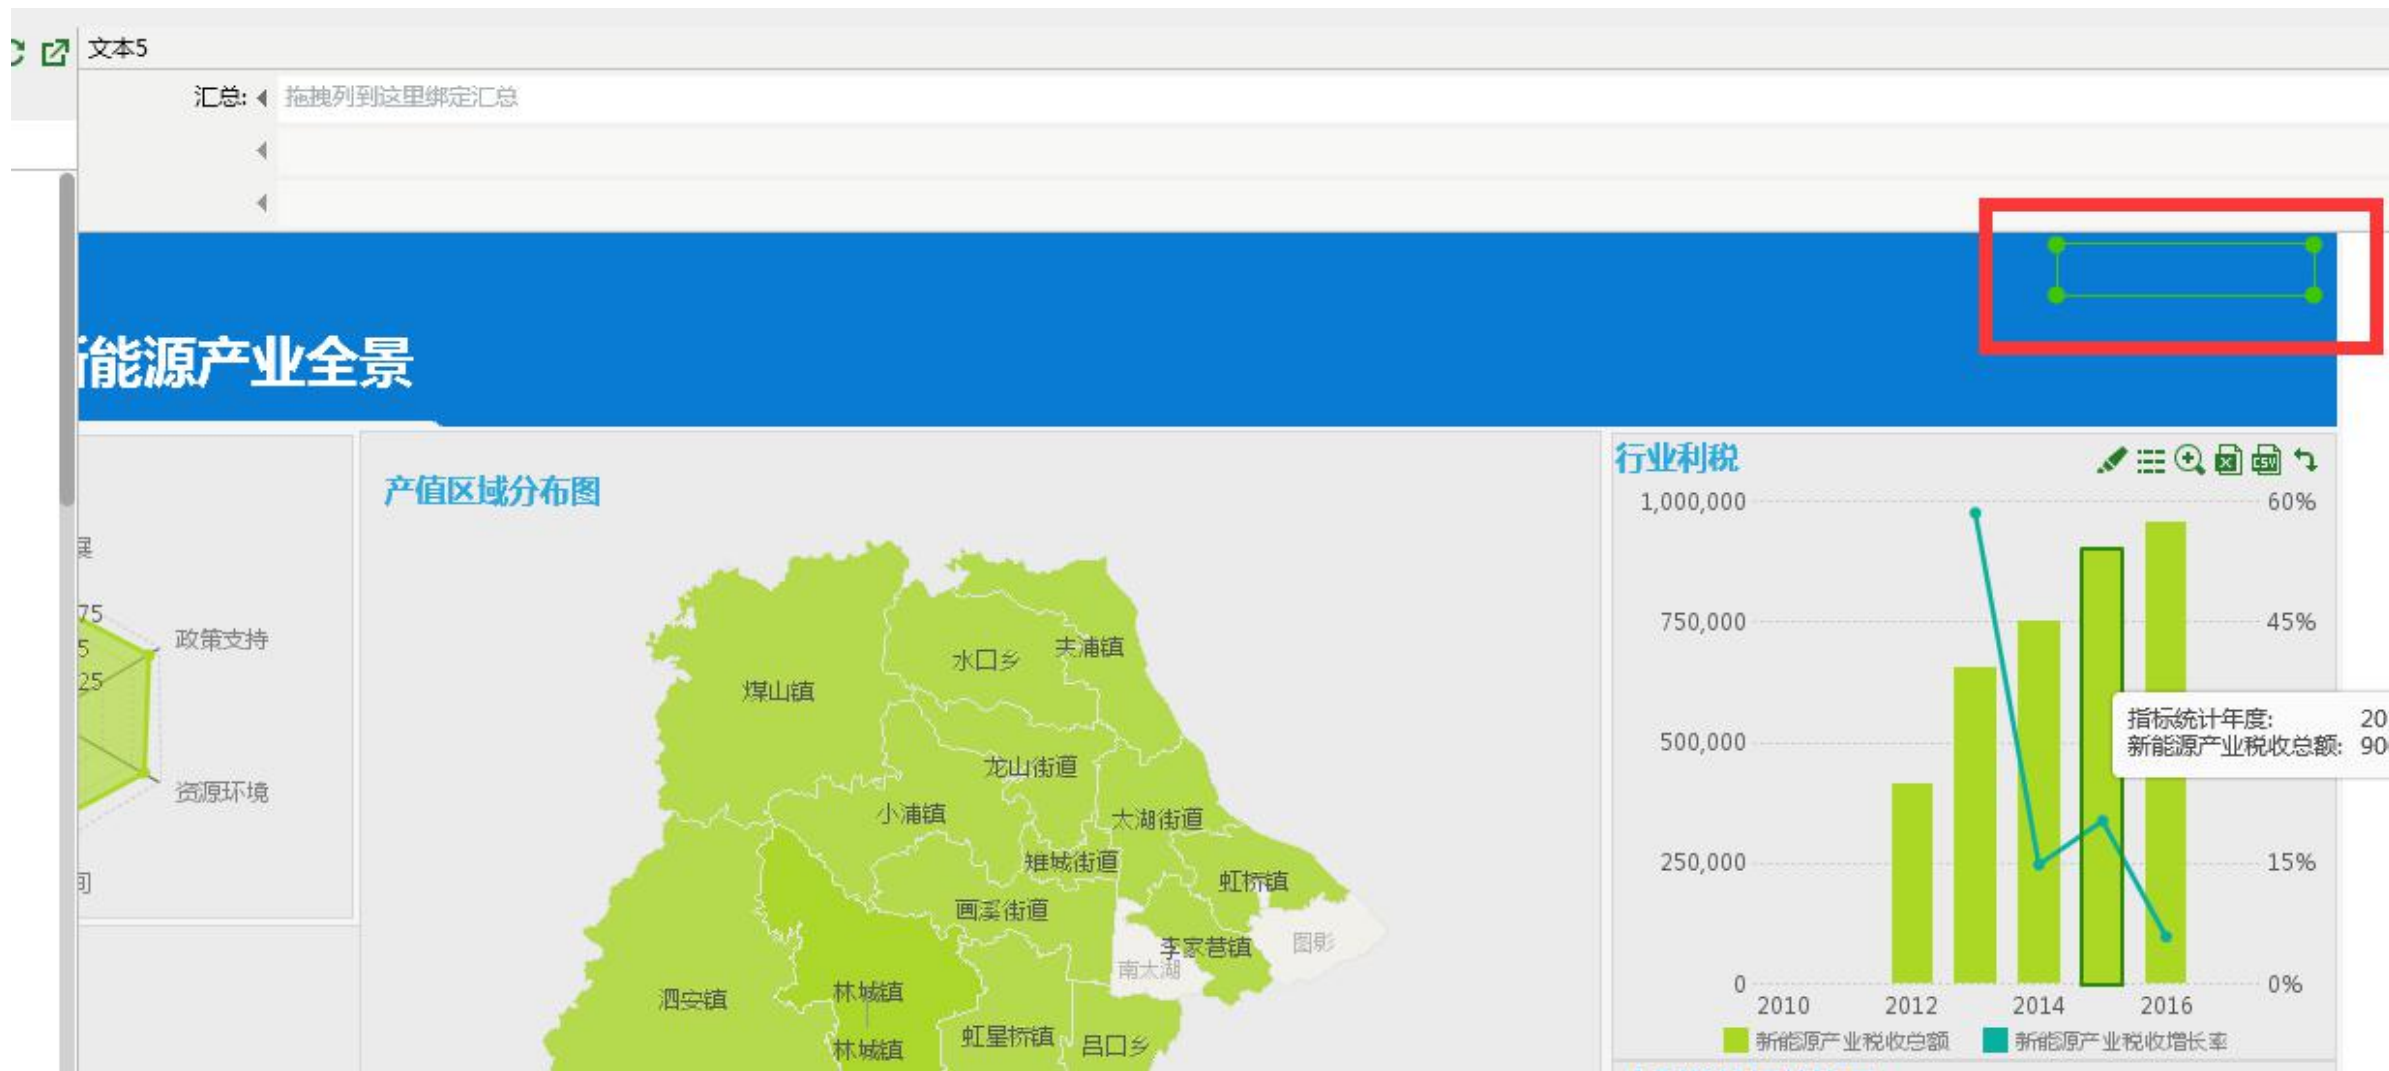 文本5
汇总:
拖拽列到这里绑定汇总
能源产业全景
75
5
25
政策支持
资源环境
产值区域分布图
煤山镇
水口乡
夫浦镇
龙山街道
小浦镇
太湖街道
雉城街道
虹桥镇
画溪街道
李家巷镇
图影
南太湖
泗安镇
林城镇
林城镇
虹星桥镇
吕口乡
行业利税
1,000,000
60%
750,000
45%
500,000
250,000
15%
0
0%
2010
2012
2014
2016
指标统计年度: 20
新能源产业税收总额: 90
新能源产业税收总额
新能源产业税收增长率